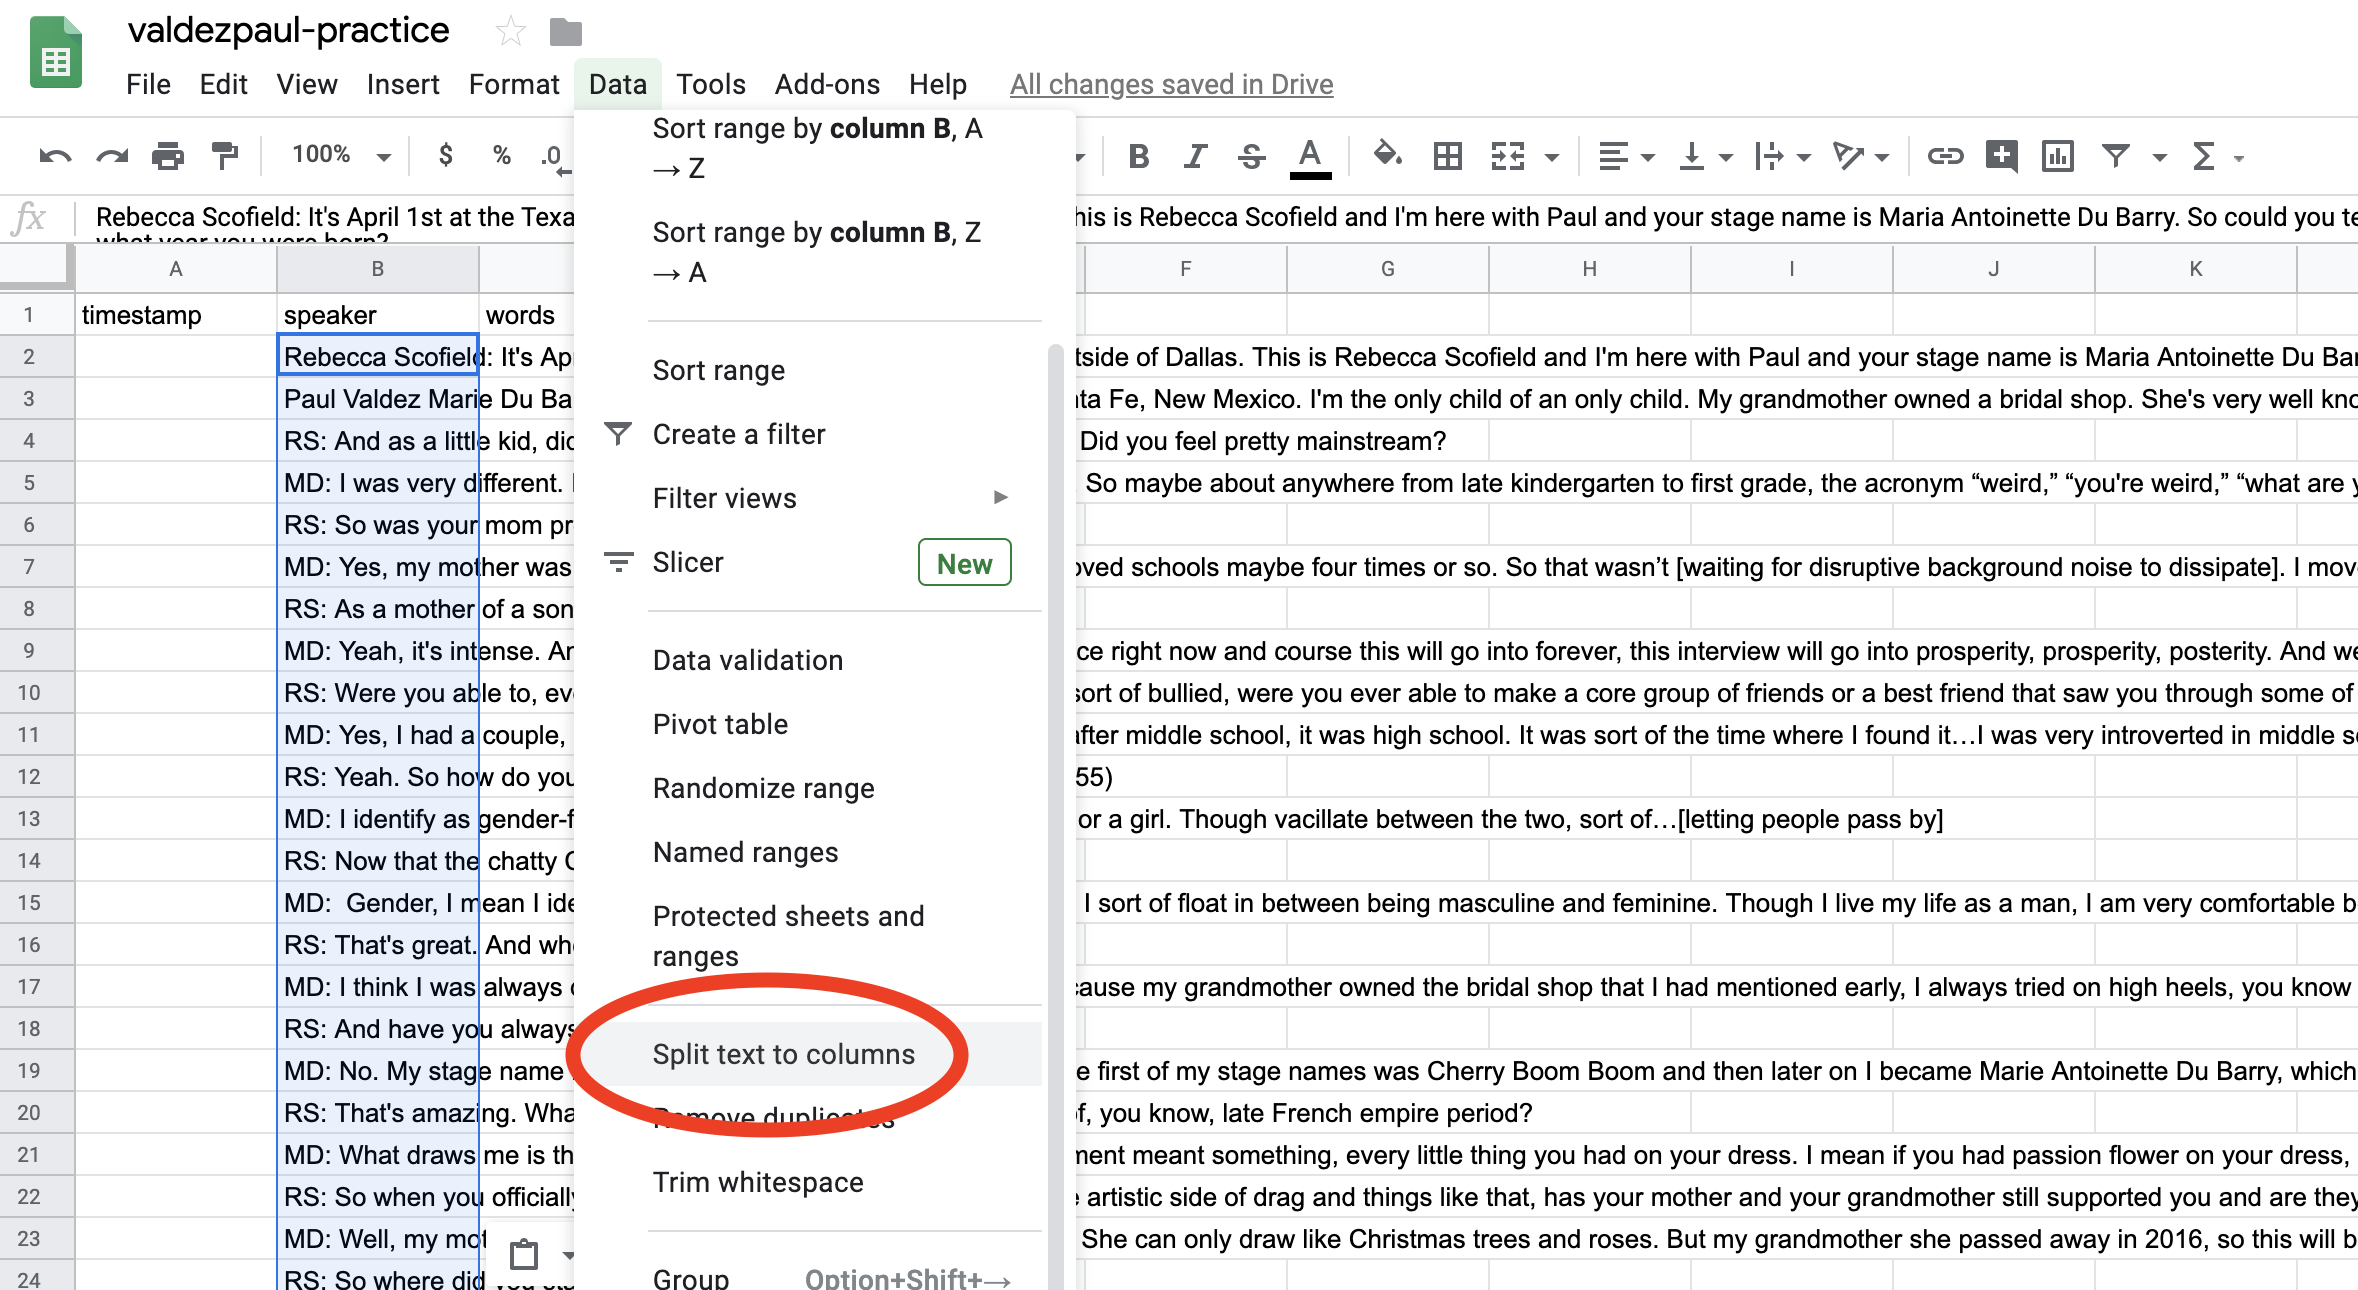 valdezpaul-practice
File Edit View Insert Format Data Tools Add-ons Help All changes saved in Drive
100% $ % .0 B I S A Σ
fx Rebecca Scofield: It's April 1st at the Texa his is Rebecca Scofield and I'm here with Paul and your stage name is Maria Antoinette Du Barry. So could you te
what year you were born?
A B F G H I J K
1 timestamp speaker words
2 Rebecca Scofield: It's Ap tside of Dallas. This is Rebecca Scofield and I'm here with Paul and your stage name is Maria Antoinette Du Bar
3 Paul Valdez Marie Du Ba nta Fe, New Mexico. I'm the only child of an only child. My grandmother owned a bridal shop. She's very well kno
4 RS: And as a little kid, did Did you feel pretty mainstream?
5 MD: I was very different. So maybe about anywhere from late kindergarten to first grade, the acronym “weird,” “you're weird,” “what are y
6 RS: So was your mom pr
7 MD: Yes, my mother was oved schools maybe four times or so. So that wasn’t [waiting for disruptive background noise to dissipate]. I mov
8 RS: As a mother of a son
9 MD: Yeah, it's intense. An ce right now and course this will go into forever, this interview will go into prosperity, prosperity, posterity. And we
10 RS: Were you able to, eve sort of bullied, were you ever able to make a core group of friends or a best friend that saw you through some of
11 MD: Yes, I had a couple, after middle school, it was high school. It was sort of the time where I found it…I was very introverted in middle s
12 RS: Yeah. So how do you 55)
13 MD: I identify as gender-f or a girl. Though vacillate between the two, sort of…[letting people pass by]
14 RS: Now that the chatty C
15 MD:  Gender, I mean I ide I sort of float in between being masculine and feminine. Though I live my life as a man, I am very comfortable b
16 RS: That's great. And whe
17 MD: I think I was always cause my grandmother owned the bridal shop that I had mentioned early, I always tried on high heels, you know
18 RS: And have you always
19 MD: No. My stage name e first of my stage names was Cherry Boom Boom and then later on I became Marie Antoinette Du Barry, which
20 RS: That's amazing. Wha of, you know, late French empire period?
21 MD: What draws me is th ment meant something, every little thing you had on your dress. I mean if you had passion flower on your dress,
22 RS: So when you officially e artistic side of drag and things like that, has your mother and your grandmother still supported you and are they
23 MD: Well, my mot She can only draw like Christmas trees and roses. But my grandmother she passed away in 2016, so this will b
24 RS: So where did you sta
Sort range by column B, A
→ Z
Sort range by column B, Z
→ A
Sort range
Create a filter
Filter views
Slicer New
Data validation
Pivot table
Randomize range
Named ranges
Protected sheets and
ranges
Split text to columns
Remove duplicates
Trim whitespace
Group Option+Shift+→